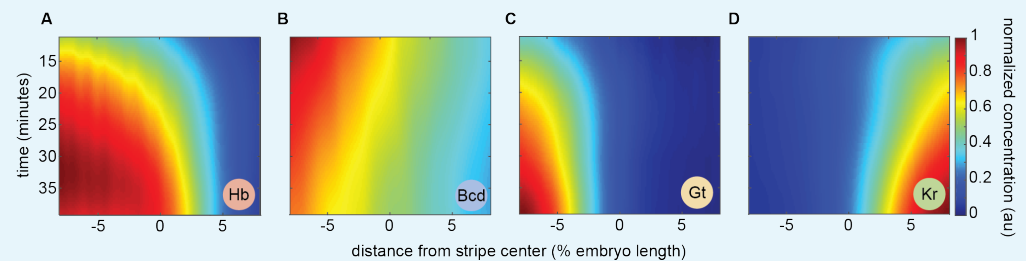 A
B
C
D
time (minutes)
15
20
25
30
35
-5
0
5
Hb
-5
0
5
Bcd
-5
0
5
Gt
-5
0
5
Kr
1
0.8
0.6
0.4
0.2
0
normalized concentration (au)
distance from stripe center (% embryo length)